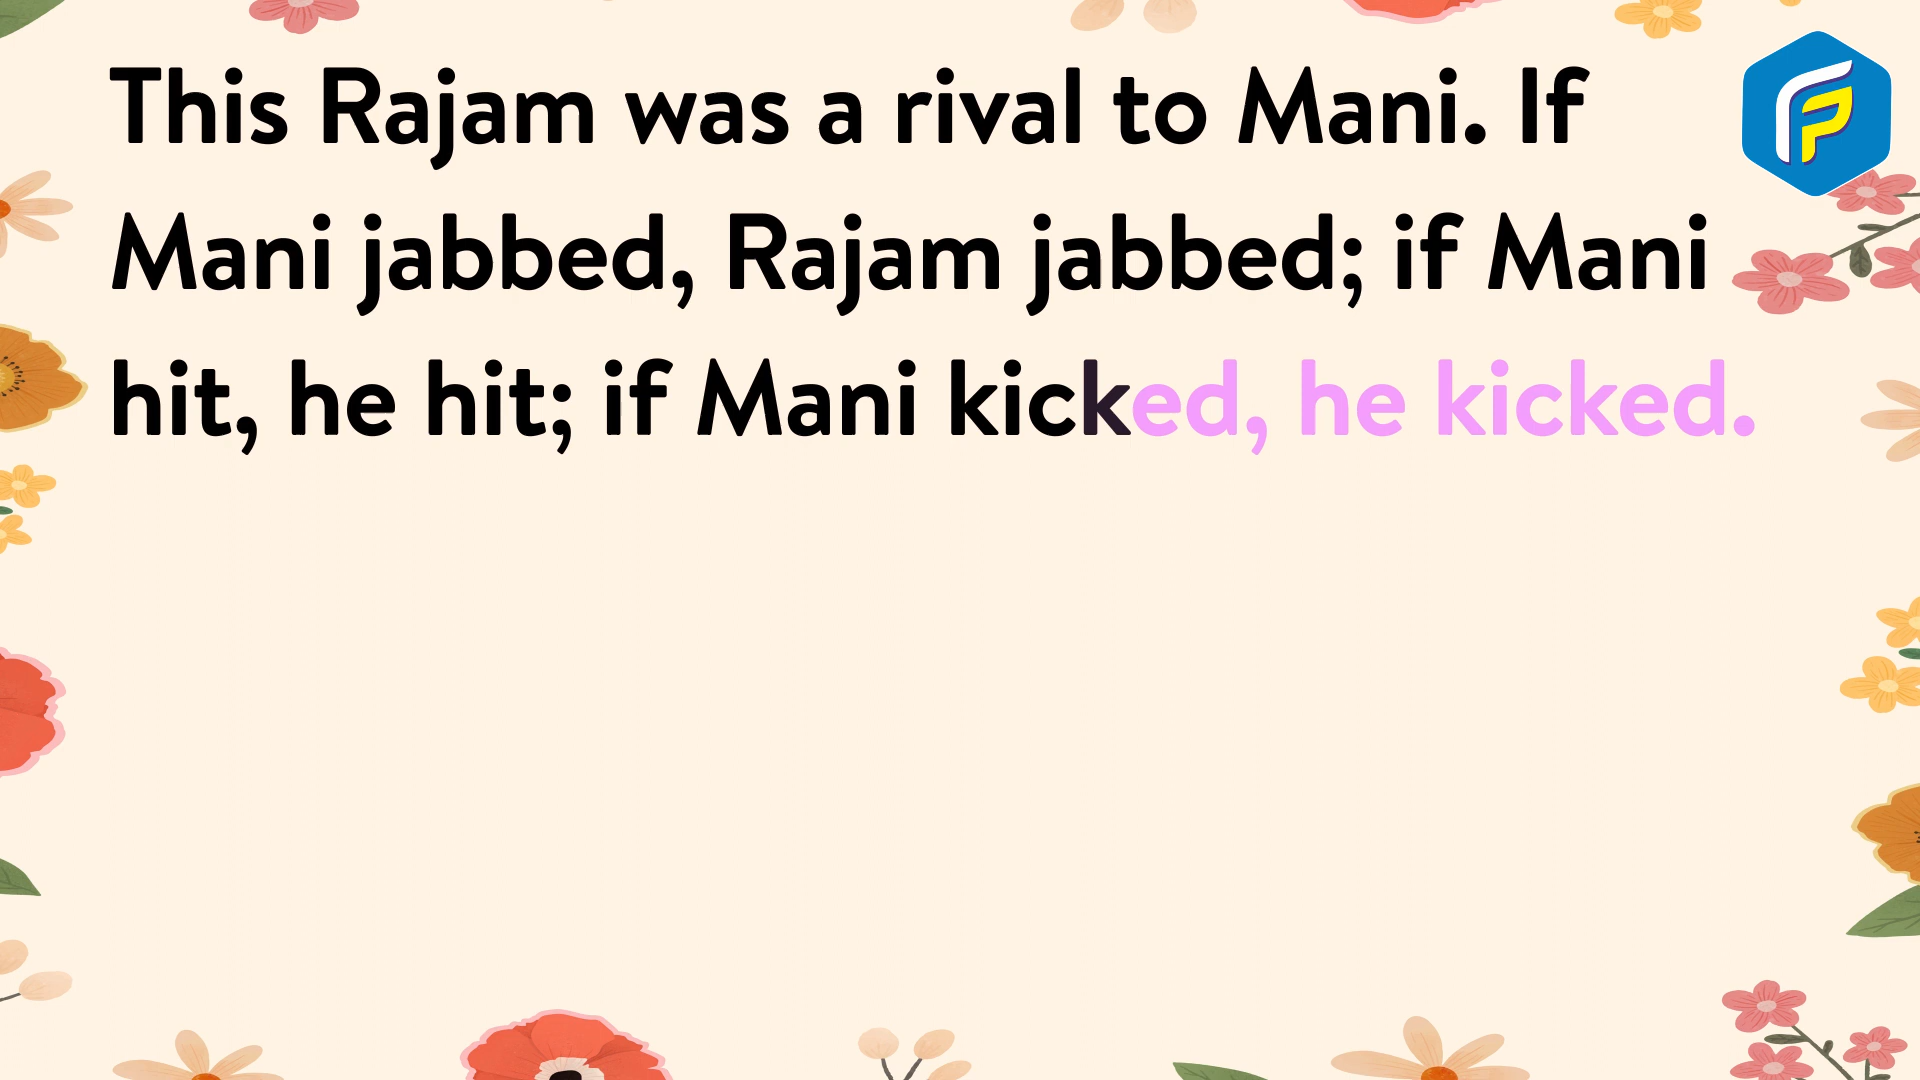 This Rajam was a rival to Mani. If
Mani jabbed, Rajam jabbed; if Mani
hit, he hit; if Mani kicked, he kicked.